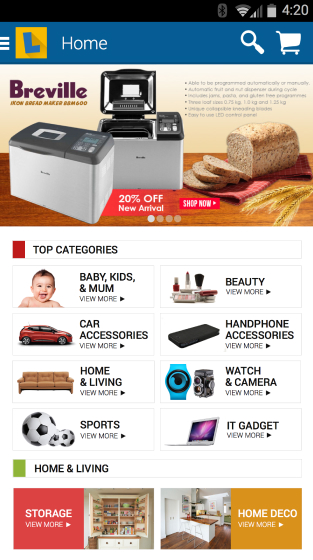 4:20
L Home
Breville
IKON BREAD MAKER BBM600
• Able to be programmed automatically or manually.
• Automatic fruit and nut dispenser during cycle
• Includes jams, pasta, and gluten free programmes
• Three loaf size 0.75 kg, 1.0 kg and 1.25 kg
• Unique collapsible kneading blades
• Easy to use LED control panel
20% OFF
New Arrival
SHOP NOW ►
TOP CATEGORIES
BABY, KIDS,
& MUM
VIEW MORE ►
BEAUTY
VIEW MORE ►
CAR
ACCESSORIES
VIEW MORE ►
HANDPHONE
ACCESSORIES
VIEW MORE ►
HOME
& LIVING
VIEW MORE ►
WATCH
& CAMERA
VIEW MORE ►
SPORTS
VIEW MORE ►
IT GADGET
VIEW MORE ►
HOME & LIVING
STORAGE
VIEW MORE ►
HOME DECO
VIEW MORE ►